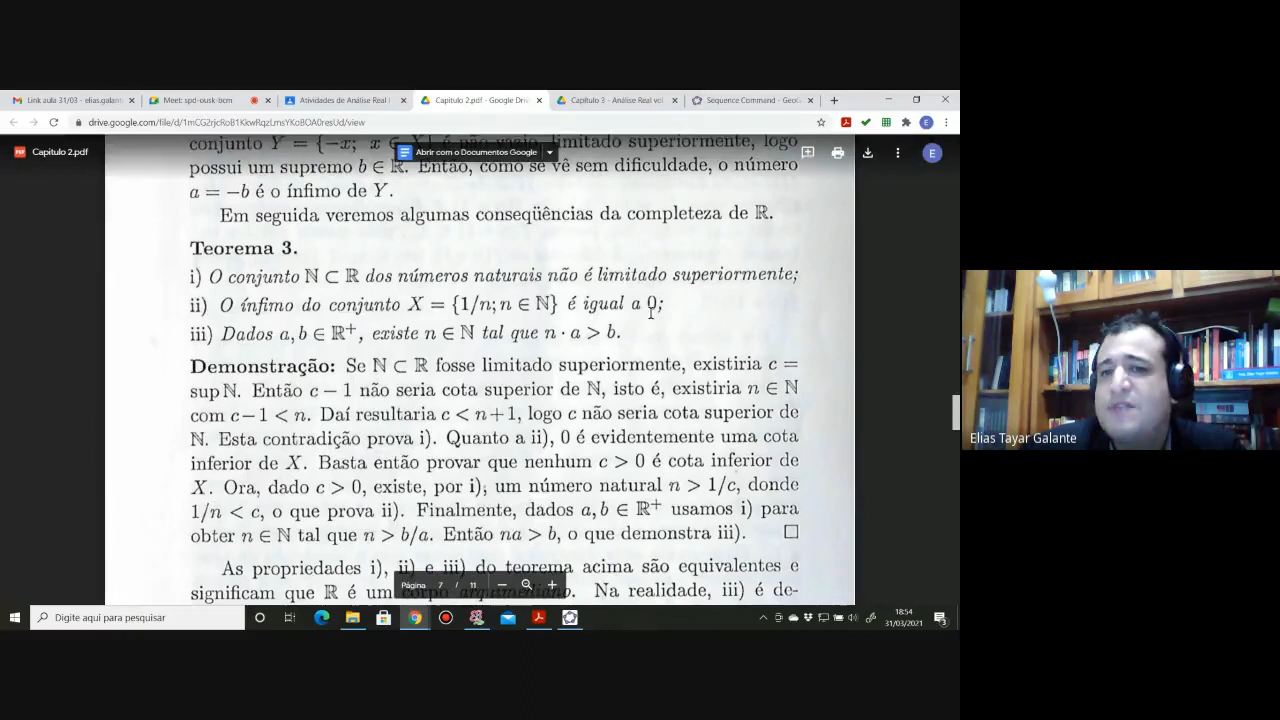 Link aula 31/03 - elias.galant
Meet: spd-ousk-bcm
Atividades de Análise Real I
Capitulo 2.pdf - Google Driv
Capítulo 3 - Análise Real vol
Sequence Command - GeoG
drive.google.com/file/d/1mCG2rjcRoB1KkwRqzLmsYKoBOA0resUd/view
PDF
Capitulo 2.pdf
Abrir com o Documentos Google
E
conjunto Y = {−x; x ∈ Y} é não vazio, limitado superiormente, logo
possui um supremo b ∈ ℝ. Então, como se vê sem dificuldade, o número
a = −b é o ínfimo de Y.
Em seguida veremos algumas conseqüências da completeza de ℝ.
Teorema 3.
i) O conjunto ℕ ⊂ ℝ dos números naturais não é limitado superiormente;
ii) O ínfimo do conjunto X = {1/n; n ∈ ℕ} é igual a 0;
iii) Dados a, b ∈ ℝ⁺, existe n ∈ ℕ tal que n · a > b.
Demonstração: Se ℕ ⊂ ℝ fosse limitado superiormente, existiria c =
sup ℕ. Então c − 1 não seria cota superior de ℕ, isto é, existiria n ∈ ℕ
com c−1 < n. Daí resultaria c < n+1, logo c não seria cota superior de
ℕ. Esta contradição prova i). Quanto a ii), 0 é evidentemente uma cota
inferior de X. Basta então provar que nenhum c > 0 é cota inferior de
X. Ora, dado c > 0, existe, por i), um número natural n > 1/c, donde
1/n < c, o que prova ii). Finalmente, dados a, b ∈ ℝ⁺ usamos i) para
obter n ∈ ℕ tal que n > b/a. Então na > b, o que demonstra iii). □
As propriedades i), ii) e iii) do teorema acima são equivalentes e
significam que ℝ é um corpo arquimediano. Na realidade, iii) é de-
Página 7 / 11
Elias Tayar Galante
Digite aqui para pesquisar
18:54
31/03/2021
3